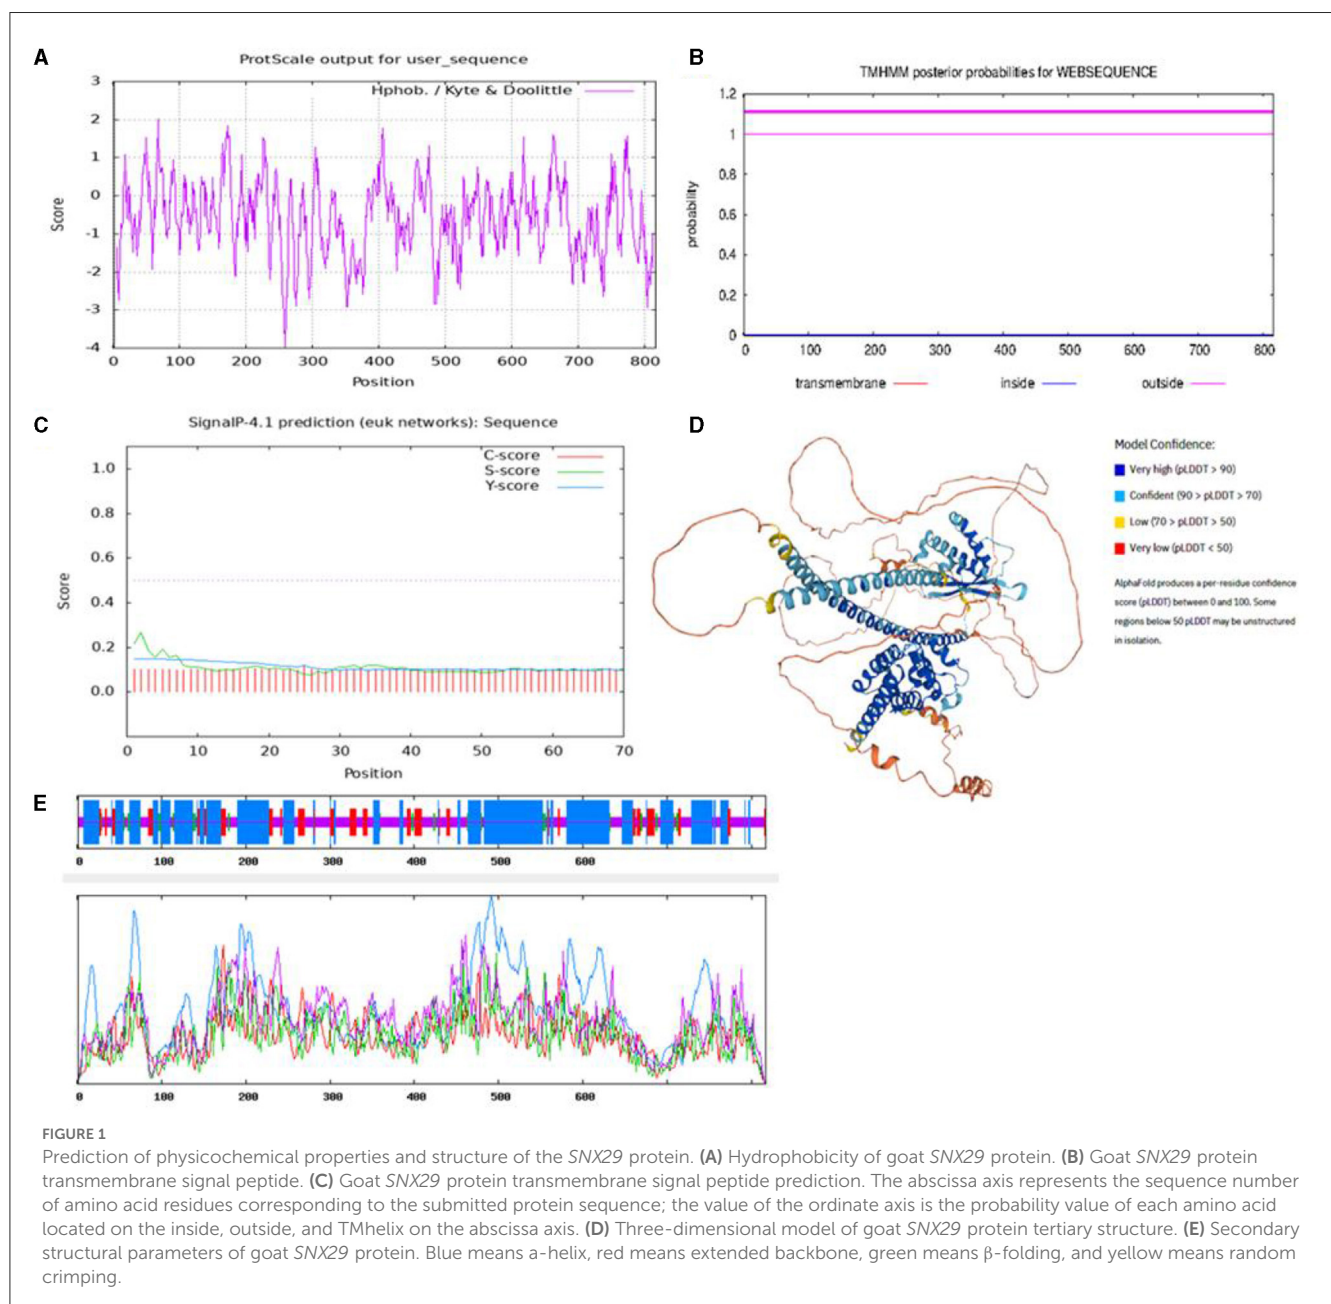 A
ProtScale output for user_sequence
Hphob. / Kyte & Doolittle
3
2
1
0
-1
-2
-3
-4
Score
0 100 200 300 400 500 600 700 800
Position
B
TMHMM posterior probabilities for WEBSEQUENCE
1.2
1
0.8
0.6
0.4
0.2
0
probability
0 100 200 300 400 500 600 700 800
transmembrane inside outside
C
SignalP-4.1 prediction (euk networks): Sequence
C-score
S-score
Y-score
1.0
0.8
0.6
0.4
0.2
0.0
Score
0 10 20 30 40 50 60 70
Position
D
Model Confidence:
Very high (pLDDT > 90)
Confident (90 > pLDDT > 70)
Low (70 > pLDDT > 50)
Very low (pLDDT < 50)
AlphaFold produces a per-residue confidence
score (pLDDT) between 0 and 100. Some
regions below 50 pLDDT may be unstructured
in isolation.
E
0 100 200 300 400 500 600
0 100 200 300 400 500 600
FIGURE 1
Prediction of physicochemical properties and structure of the SNX29 protein. (A) Hydrophobicity of goat SNX29 protein. (B) Goat SNX29 protein
transmembrane signal peptide. (C) Goat SNX29 protein transmembrane signal peptide prediction. The abscissa axis represents the sequence number
of amino acid residues corresponding to the submitted protein sequence; the value of the ordinate axis is the probability value of each amino acid
located on the inside, outside, and TMhelix on the abscissa axis. (D) Three-dimensional model of goat SNX29 protein tertiary structure. (E) Secondary
structural parameters of goat SNX29 protein. Blue means a-helix, red means extended backbone, green means β-folding, and yellow means random
crimping.